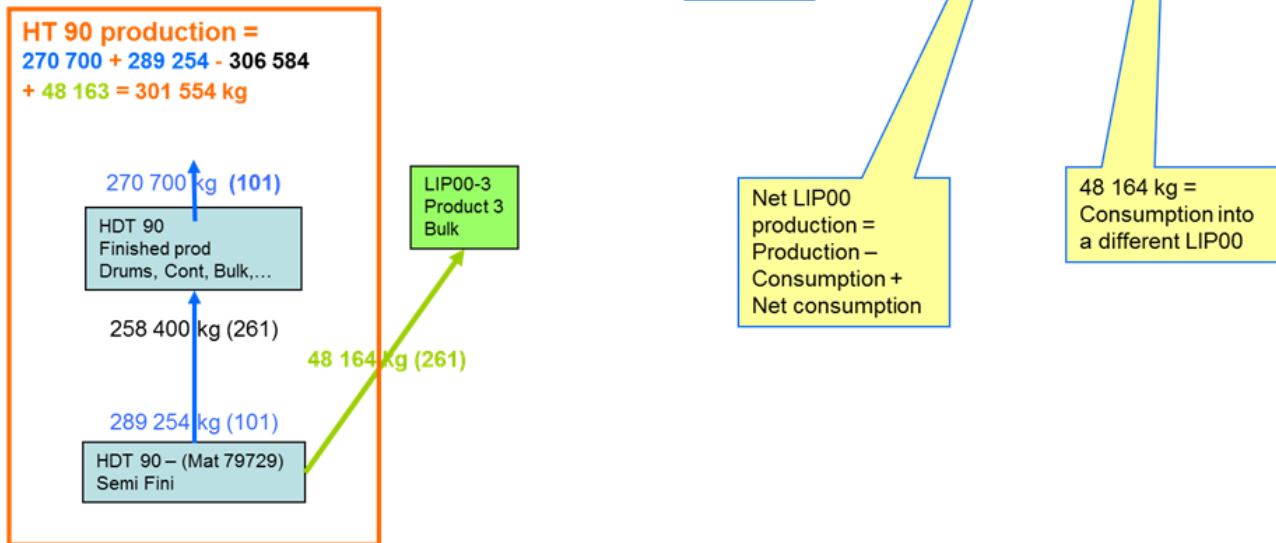 HT 90 production =
270 700 + 289 254 - 306 584
+ 48 163 = 301 554 kg
270 700 kg (101)
HDT 90
Finished prod
Drums, Cont, Bulk,...
258 400 kg (261)
48 164 kg (261)
289 254 kg (101)
HDT 90 – (Mat 79729)
Semi Fini
LIP00-3
Product 3
Bulk
Net LIP00
production =
Production –
Consumption +
Net consumption
48 164 kg =
Consumption into
a different LIP00